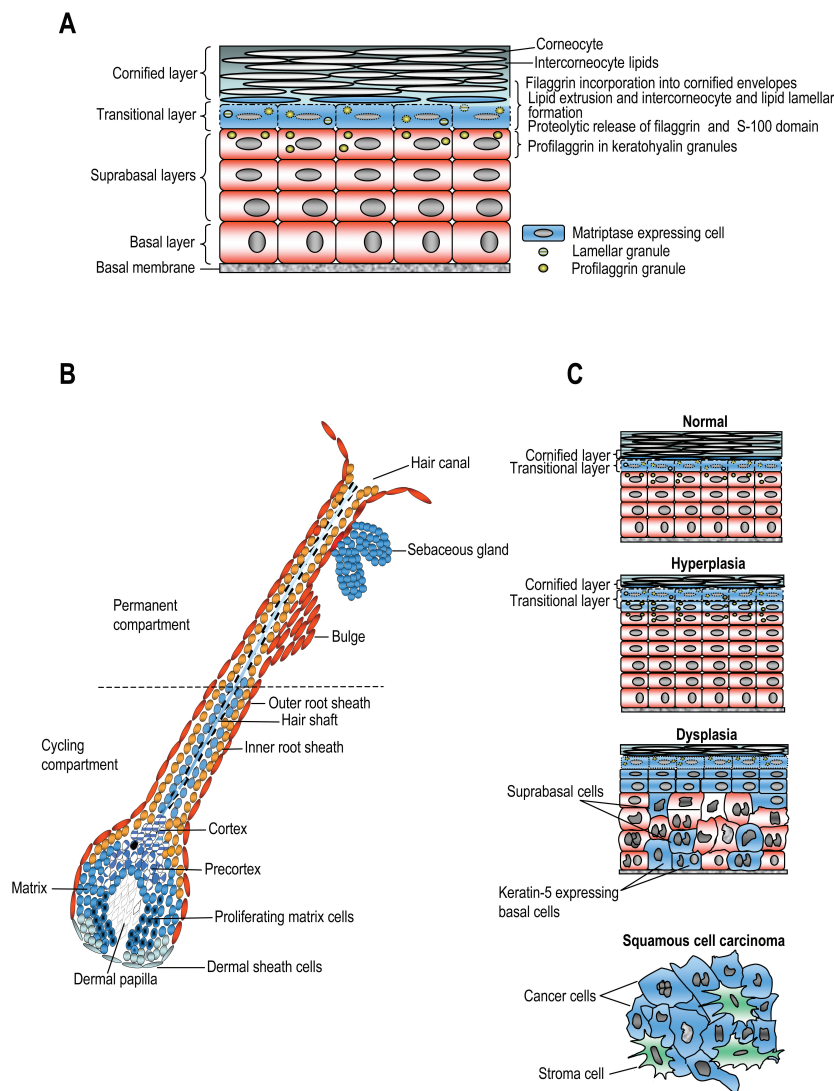 A
Corneocyte
Intercorneocyte lipids
Cornified layer
Filaggrin incorporation into cornified envelopes
Lipid extrusion and intercorneocyte and lipid lamellar
formation
Transitional layer
Proteolytic release of filaggrin and S-100 domain
Profilaggrin in keratohyalin granules
Suprabasal layers
Basal layer
Basal membrane
Matriptase expressing cell
Lamellar granule
Profilaggrin granule
B
Hair canal
Sebaceous gland
Permanent
compartment
Bulge
Outer root sheath
Hair shaft
Inner root sheath
Cycling
compartment
Cortex
Precortex
Matrix
Proliferating matrix cells
Dermal sheath cells
Dermal papilla
C
Normal
Cornified layer
Transitional layer
Hyperplasia
Cornified layer
Transitional layer
Dysplasia
Suprabasal cells
Keratin-5 expressing
basal cells
Squamous cell carcinoma
Cancer cells
Stroma cell